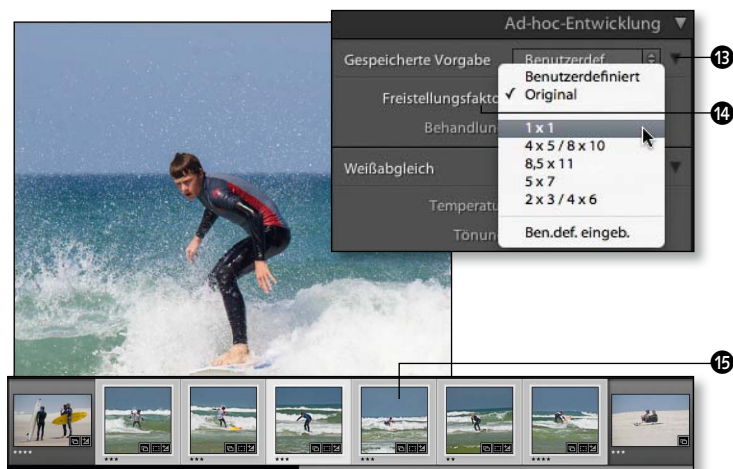 Ad-hoc-Entwicklung
Gespeicherte Vorgabe Benutzerdef.
13
Benutzerdefiniert
Freistellungsfakto ✓ Original
14
Behandlun 1 x 1
4 x 5 / 8 x 10
8,5 x 11
Weißabgleich
5 x 7
Temperatu 2 x 3 / 4 x 6
Tönun Ben.def. eingeb.
15